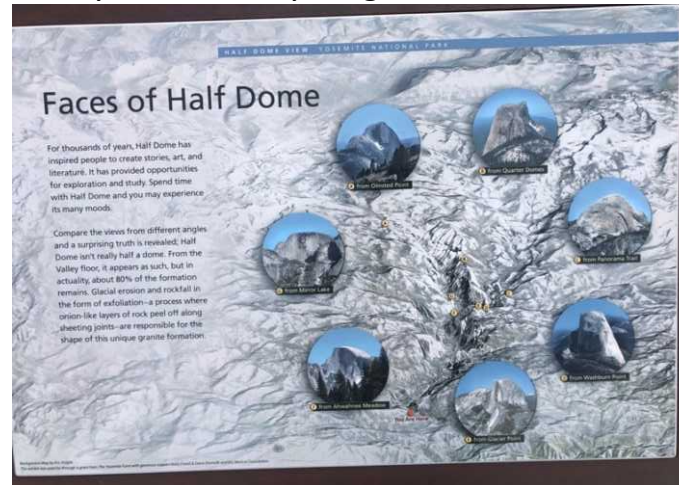 HALF DOME VIEW YOSEMITE NATIONAL PARK
Faces of Half Dome
For thousands of years, Half Dome has
inspired people to create stories, art, and
literature. It has provided opportunities
for exploration and study. Spend time
with Half Dome and you may experience
its many moods.
Compare the views from different angles
and a surprising truth is revealed; Half
Dome isn't really half a dome. From the
Valley floor, it appears as such, but in
actuality, about 80% of the formation
remains. Glacial erosion and rockfall in
the form of exfoliation–a process where
onion-like layers of rock peel off along
sheeting joints–are responsible for the
shape of this unique granite formation.
from Olmsted Point
from Quarter Domes
from Mirror Lake
from Panorama Trail
from Ahwahnee Meadow
from Washburn Point
from Glacier Point
You Are Here